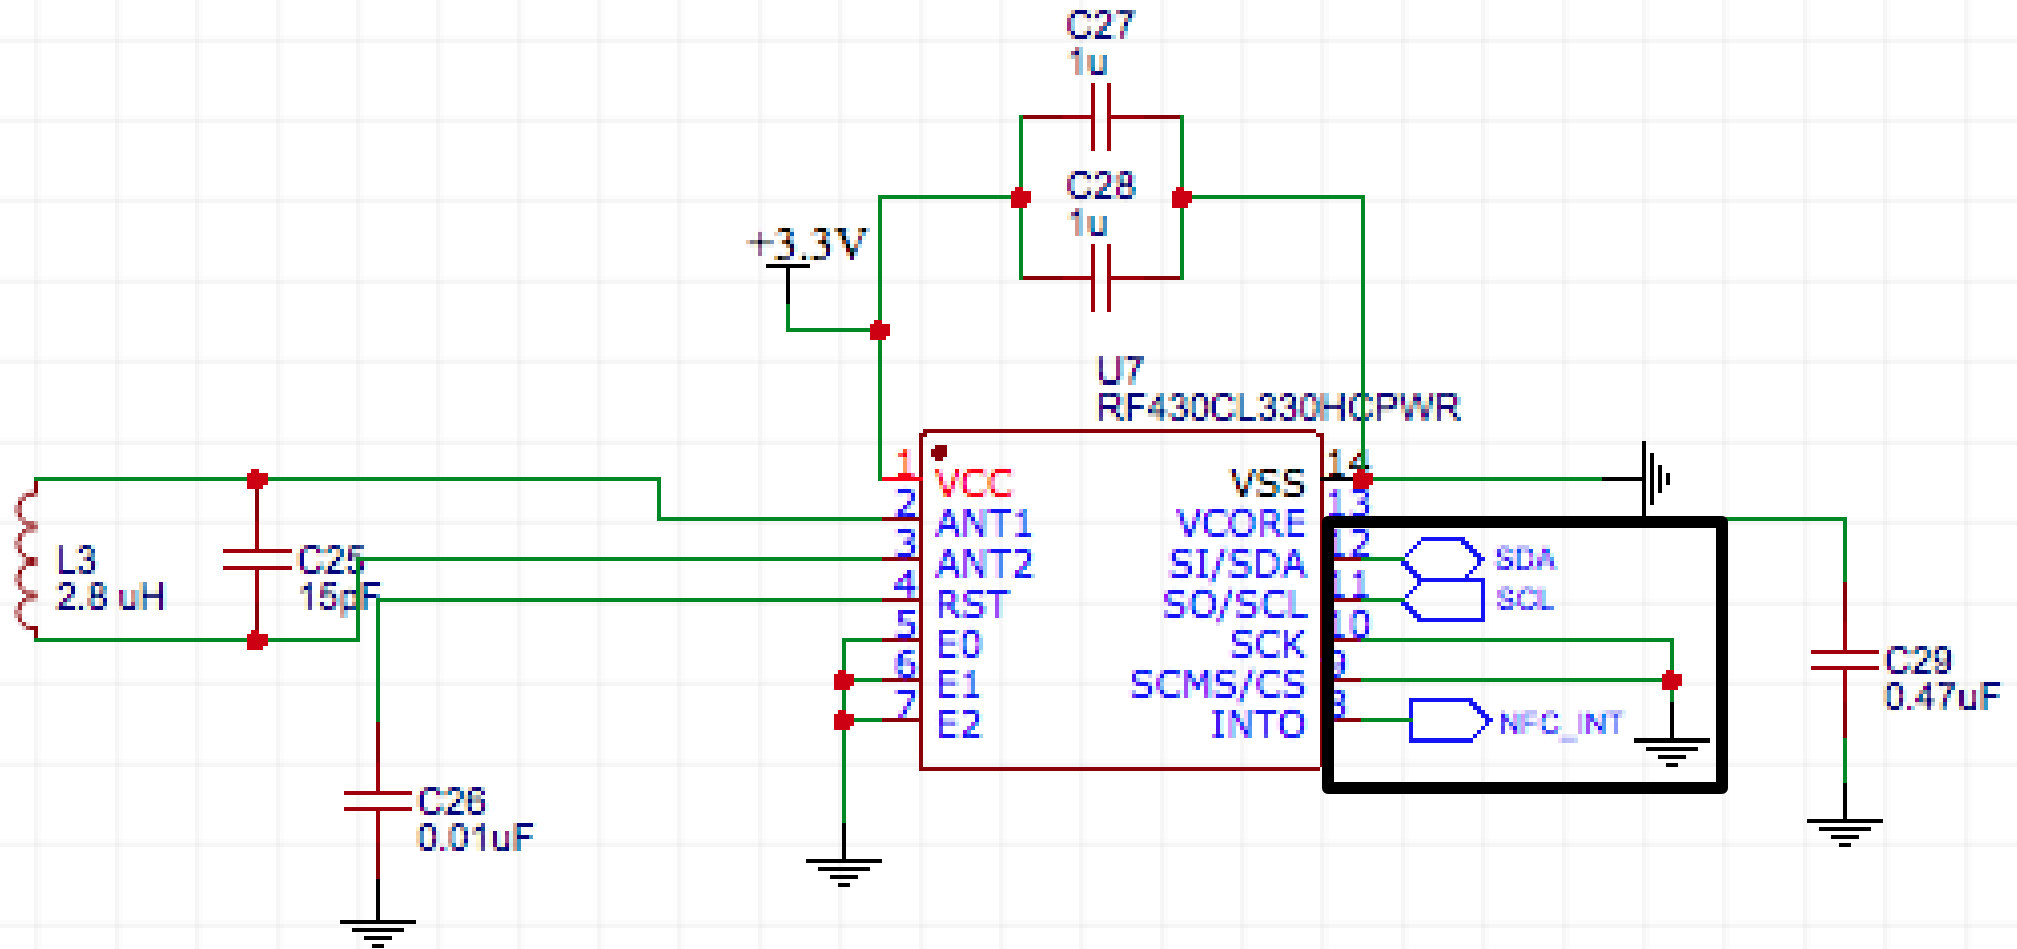 C27
1u
C28
1u
+3.3V
U7
RF430CL330HCPWR
1
VCC
2
ANT1
3
ANT2
4
RST
5
E0
6
E1
7
E2
14
VSS
13
VCORE
12
SI/SDA
SDA
11
SO/SCL
SCL
10
SCK
9
SCMS/CS
8
INTO
NFC_INT
L3
2.8 uH
C25
15pF
C26
0.01uF
C29
0.47uF